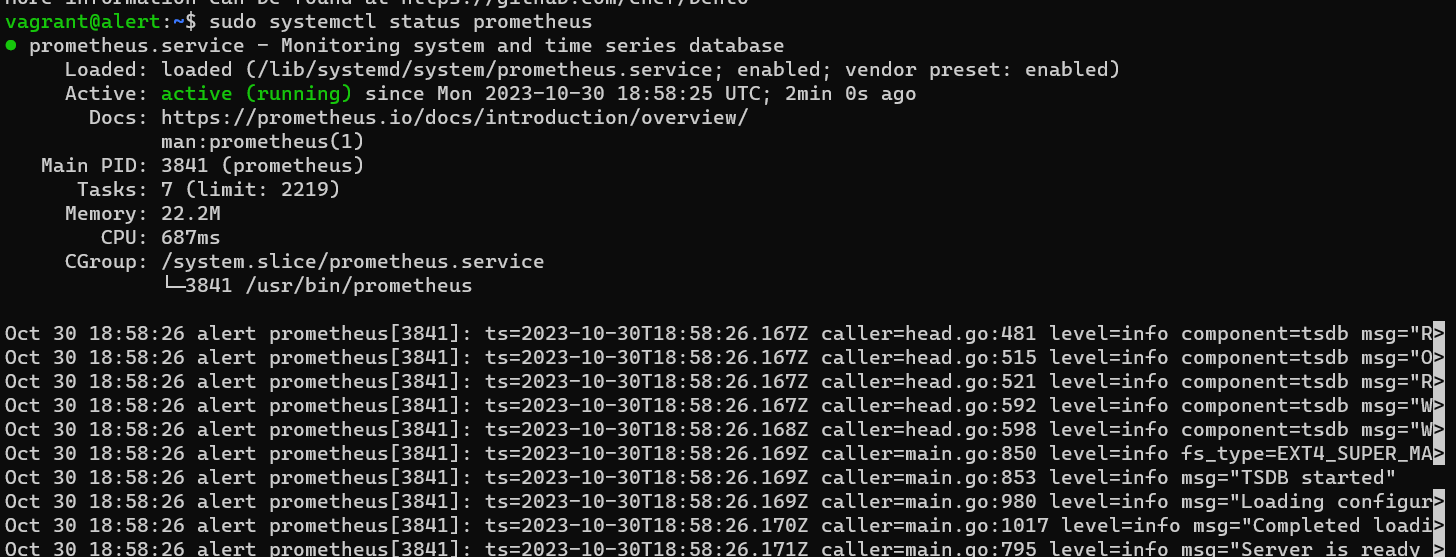 More information can be found at https://github.com/chef/bento
vagrant@alert:~$ sudo systemctl status prometheus
● prometheus.service - Monitoring system and time series database
Loaded: loaded (/lib/systemd/system/prometheus.service; enabled; vendor preset: enabled)
Active: active (running) since Mon 2023-10-30 18:58:25 UTC; 2min 0s ago
Docs: https://prometheus.io/docs/introduction/overview/
man:prometheus(1)
Main PID: 3841 (prometheus)
Tasks: 7 (limit: 2219)
Memory: 22.2M
CPU: 687ms
CGroup: /system.slice/prometheus.service
└─3841 /usr/bin/prometheus
Oct 30 18:58:26 alert prometheus[3841]: ts=2023-10-30T18:58:26.167Z caller=head.go:481 level=info component=tsdb msg="R>
Oct 30 18:58:26 alert prometheus[3841]: ts=2023-10-30T18:58:26.167Z caller=head.go:515 level=info component=tsdb msg="O>
Oct 30 18:58:26 alert prometheus[3841]: ts=2023-10-30T18:58:26.167Z caller=head.go:521 level=info component=tsdb msg="R>
Oct 30 18:58:26 alert prometheus[3841]: ts=2023-10-30T18:58:26.167Z caller=head.go:592 level=info component=tsdb msg="W>
Oct 30 18:58:26 alert prometheus[3841]: ts=2023-10-30T18:58:26.168Z caller=head.go:598 level=info component=tsdb msg="W>
Oct 30 18:58:26 alert prometheus[3841]: ts=2023-10-30T18:58:26.169Z caller=main.go:850 level=info fs_type=EXT4_SUPER_MA>
Oct 30 18:58:26 alert prometheus[3841]: ts=2023-10-30T18:58:26.169Z caller=main.go:853 level=info msg="TSDB started"
Oct 30 18:58:26 alert prometheus[3841]: ts=2023-10-30T18:58:26.169Z caller=main.go:980 level=info msg="Loading configur>
Oct 30 18:58:26 alert prometheus[3841]: ts=2023-10-30T18:58:26.170Z caller=main.go:1017 level=info msg="Completed loadi>
Oct 30 18:58:26 alert prometheus[3841]: ts=2023-10-30T18:58:26.171Z caller=main.go:795 level=info msg="Server is ready >